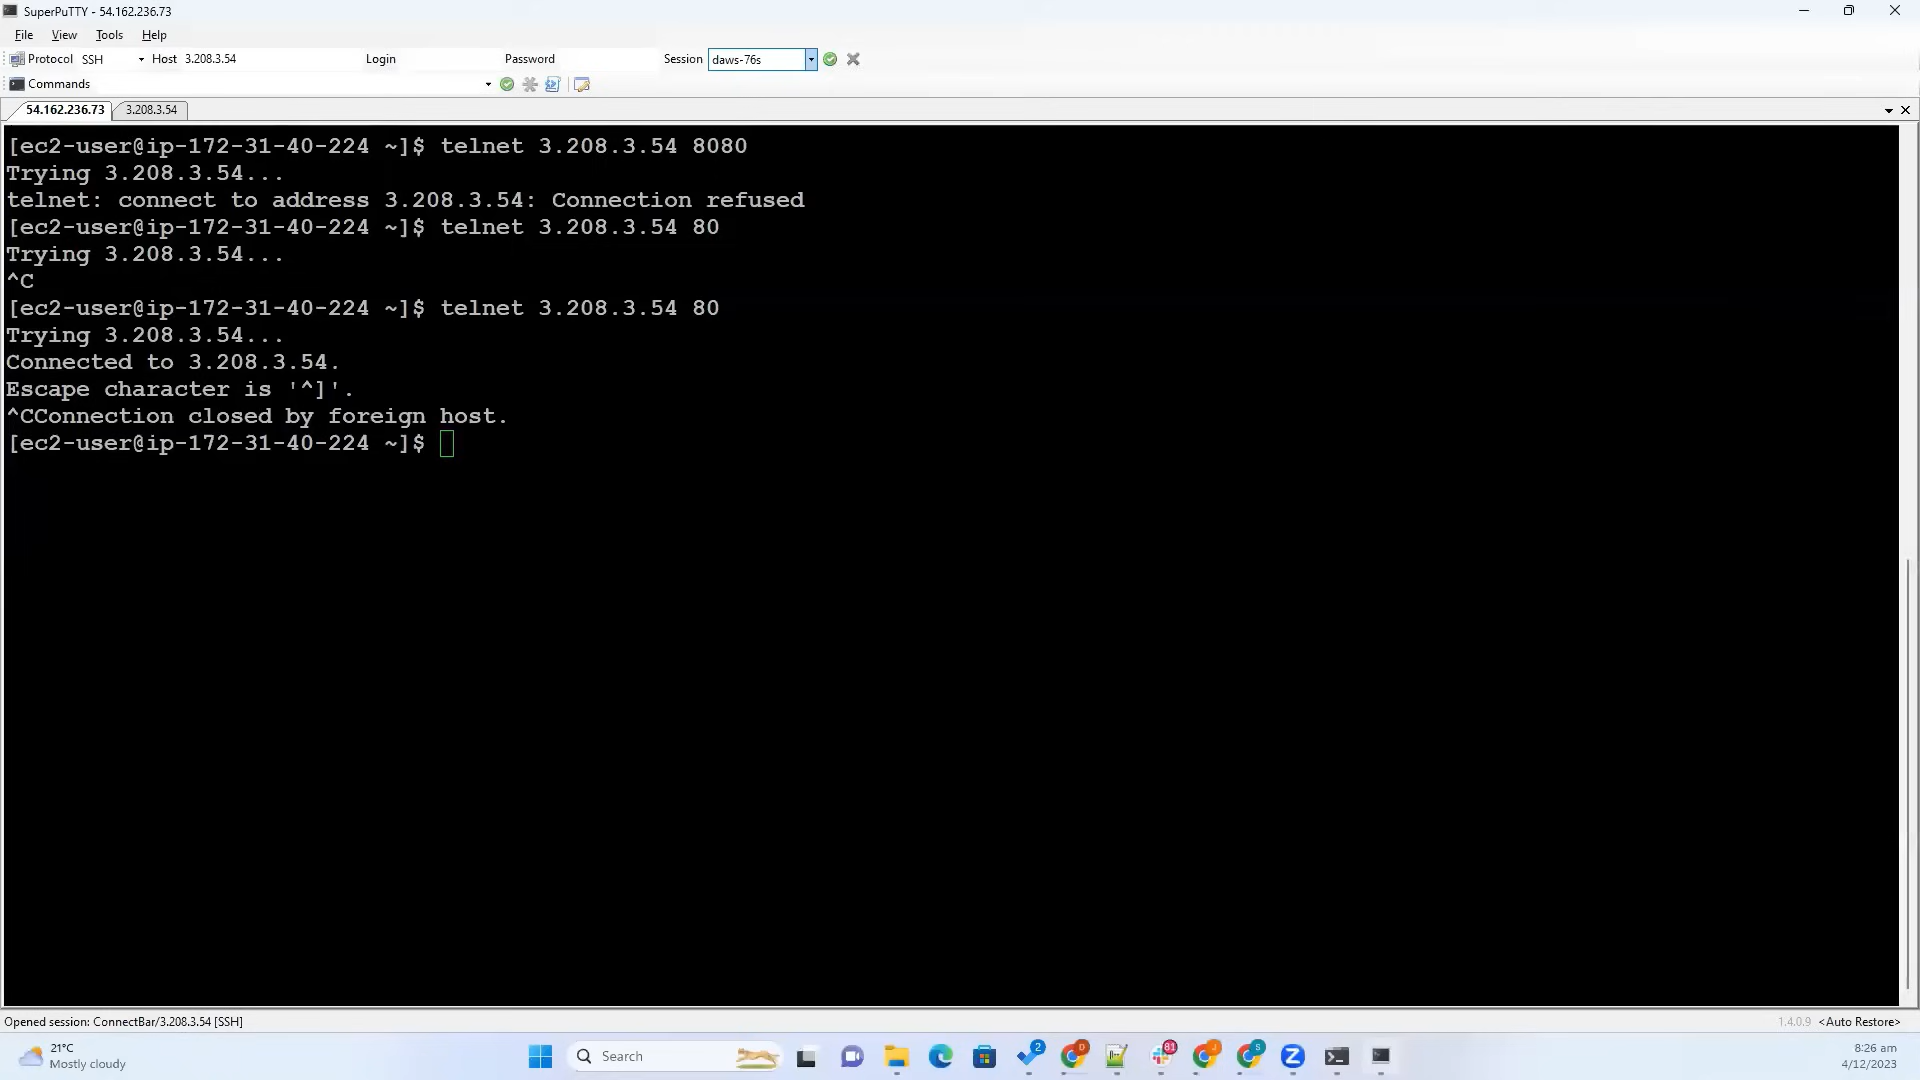 SuperPuTTY - 54.162.236.73
File View Tools Help
Protocol SSH Host 3.208.3.54 Login Password Session daws-76s
Commands
54.162.236.73 3.208.3.54
[ec2-user@ip-172-31-40-224 ~]$ telnet 3.208.3.54 8080
Trying 3.208.3.54...
telnet: connect to address 3.208.3.54: Connection refused
[ec2-user@ip-172-31-40-224 ~]$ telnet 3.208.3.54 80
Trying 3.208.3.54...
^C
[ec2-user@ip-172-31-40-224 ~]$ telnet 3.208.3.54 80
Trying 3.208.3.54...
Connected to 3.208.3.54.
Escape character is '^]'.
^CConnection closed by foreign host.
[ec2-user@ip-172-31-40-224 ~]$
Opened session: ConnectBar/3.208.3.54 [SSH] 1.4.0.9 <Auto Restore>
21°C
Mostly cloudy
Search
2
D
81
J
S
Z
8:26 am
4/12/2023